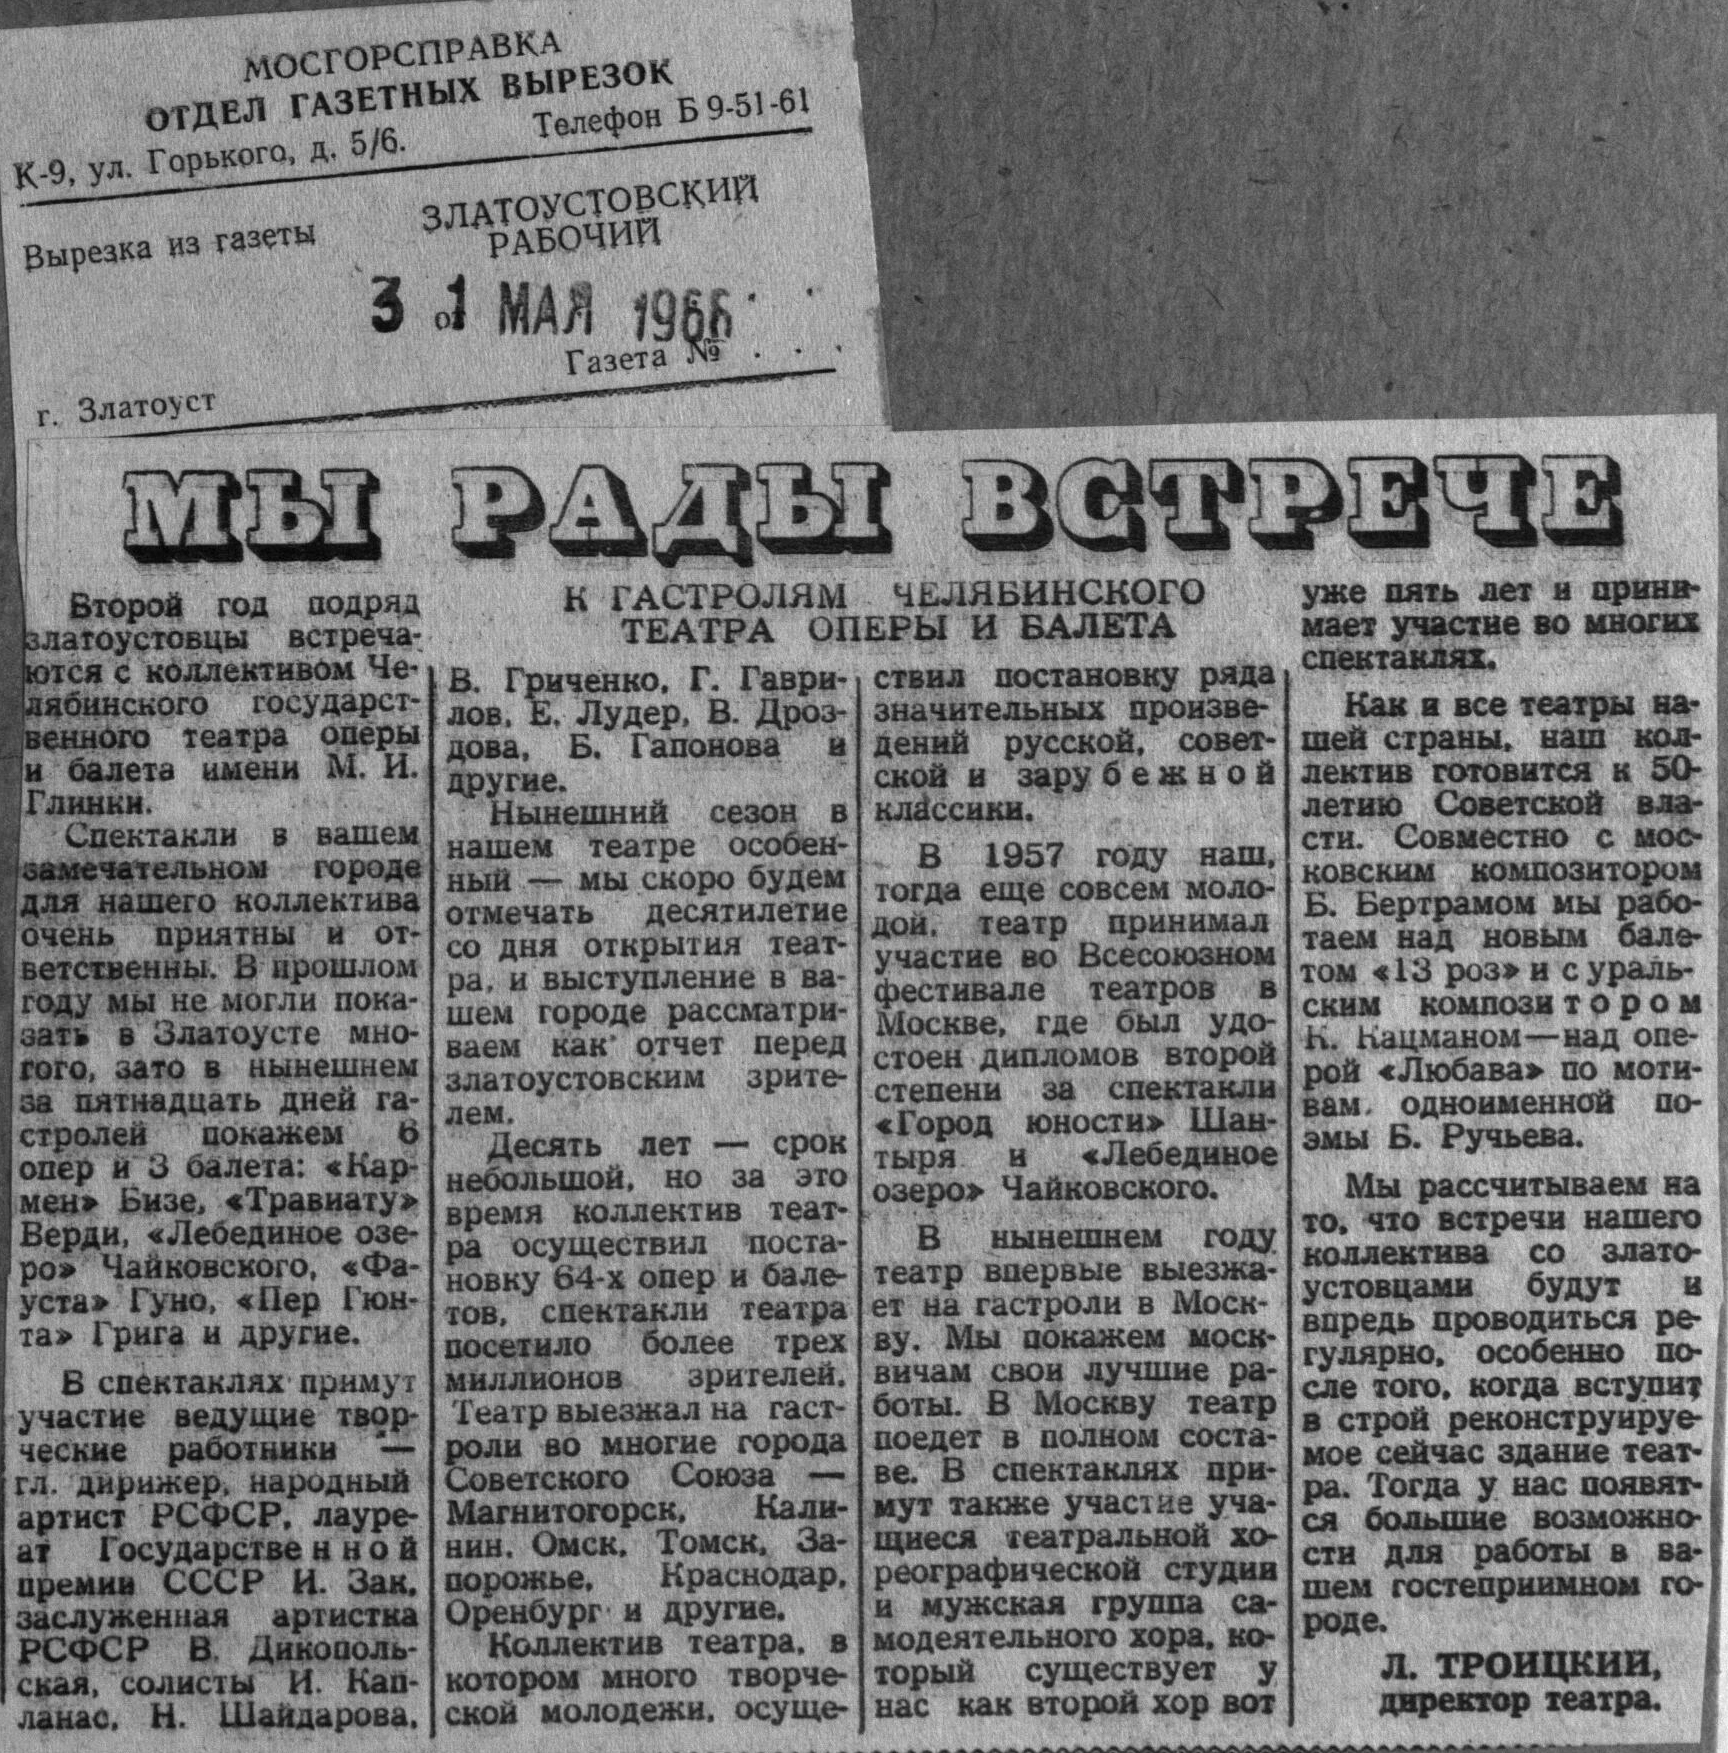 МОСГОРСПРАВКА
ОТДЕЛ ГАЗЕТНЫХ ВЫРЕЗОК
К-9, ул. Горького, д. 5/6. Телефон Б 9-51-61
Вырезка из газеты
ЗЛАТОУСТОВСКИЙ
РАБОЧИЙ
от
31 МАЯ 1966
Газета № . . .
г. Златоуст
МЫ РАДЫ ВСТРЕЧЕ
К ГАСТРОЛЯМ ЧЕЛЯБИНСКОГО
ТЕАТРА ОПЕРЫ И БАЛЕТА
Второй год подряд
златоустовцы встреча-
ются с коллективом Че-
лябинского государст-
венного театра оперы
и балета имени М. И.
Глинки.
Спектакли в вашем
замечательном городе
для нашего коллектива
очень приятны и от-
ветственны. В прошлом
году мы не могли пока-
зать в Златоусте мно-
гого, зато в нынешнем
за пятнадцать дней га-
стролей покажем 6
опер и 3 балета: «Кар-
мен» Бизе, «Травиату»
Верди, «Лебединое озе-
ро» Чайковского, «Фа-
уста» Гуно, «Пер Гюн-
та» Грига и другие.
В спектаклях примут
участие ведущие твор-
ческие работники —
гл. дирижер, народный
артист РСФСР, лауре-
ат Государственной
премии СССР И. Зак,
заслуженная артистка
РСФСР В. Дикополь-
ская, солисты И. Кап-
ланас, Н. Шайдарова,
В. Гриченко, Г. Гаври-
лов, Е. Лудер, В. Дроз-
дова, Б. Гапонова и
другие.
Нынешний сезон в
нашем театре особен-
ный — мы скоро будем
отмечать десятилетие
со дня открытия теат-
ра, и выступление в ва-
шем городе рассматри-
ваем как отчет перед
златоустовским зрите-
лем.
Десять лет — срок
небольшой, но за это
время коллектив теат-
ра осуществил поста-
новку 64-х опер и бале-
тов, спектакли театра
посетило более трех
миллионов зрителей.
Театр выезжал на гаст-
роли во многие города
Советского Союза —
Магнитогорск, Кали-
нин, Омск, Томск, За-
порожье, Краснодар,
Оренбург и другие.
Коллектив театра, в
котором много творче-
ской молодежи, осуще-
ствил постановку ряда
значительных произве-
дений русской, совет-
ской и зарубежной
классики.
В 1957 году наш,
тогда еще совсем моло-
дой, театр принимал
участие во Всесоюзном
фестивале театров в
Москве, где был удо-
стоен дипломов второй
степени за спектакли
«Город юности» Шан-
тыря и «Лебединое
озеро» Чайковского.
В нынешнем году
театр впервые выезжа-
ет на гастроли в Моск-
ву. Мы покажем моск-
вичам свои лучшие ра-
боты. В Москву театр
поедет в полном соста-
ве. В спектаклях при-
мут также участие уча-
щиеся театральной хо-
реографической студии
и мужская группа са-
модеятельного хора, ко-
торый существует у
нас как второй хор вот
уже пять лет и прини-
мает участие во многих
спектаклях.
Как и все театры на-
шей страны, наш кол-
лектив готовится к 50-
летию Советской вла-
сти. Совместно с мос-
ковским композитором
Б. Бертрамом мы рабо-
таем над новым бале-
том «13 роз» и с ураль-
ским композитором
К. Кацманом—над опе-
рой «Любава» по моти-
вам одноименной по-
эмы Б. Ручьева.
Мы рассчитываем на
то, что встречи нашего
коллектива со злато-
устовцами будут и
впредь проводиться ре-
гулярно, особенно по-
сле того, когда вступит
в строй реконструируе-
мое сейчас здание теат-
ра. Тогда у нас появят-
ся большие возможно-
сти для работы в ва-
шем гостеприимном го-
роде.
Л. ТРОИЦКИЙ,
директор театра.